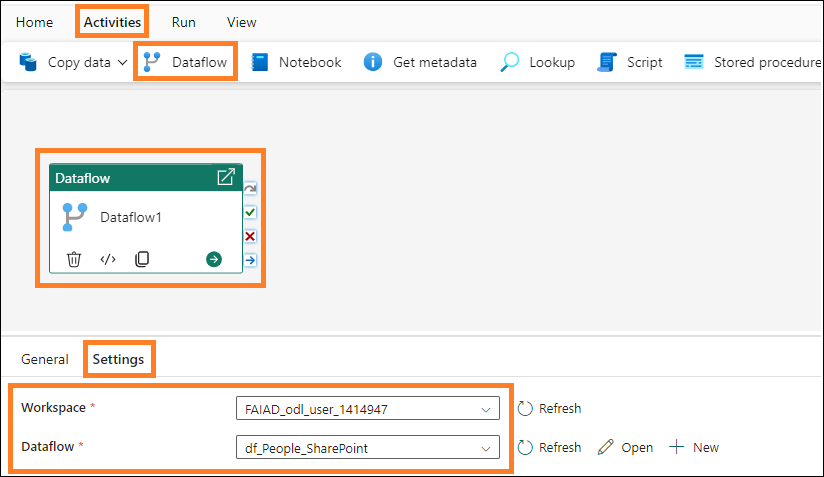 Home Activities Run View
Copy data Dataflow Notebook Get metadata Lookup Script Stored procedure
Dataflow
Dataflow1
</>
General Settings
Workspace * FAIAD_odl_user_1414947 Refresh
Dataflow * df_People_SharePoint Refresh Open New